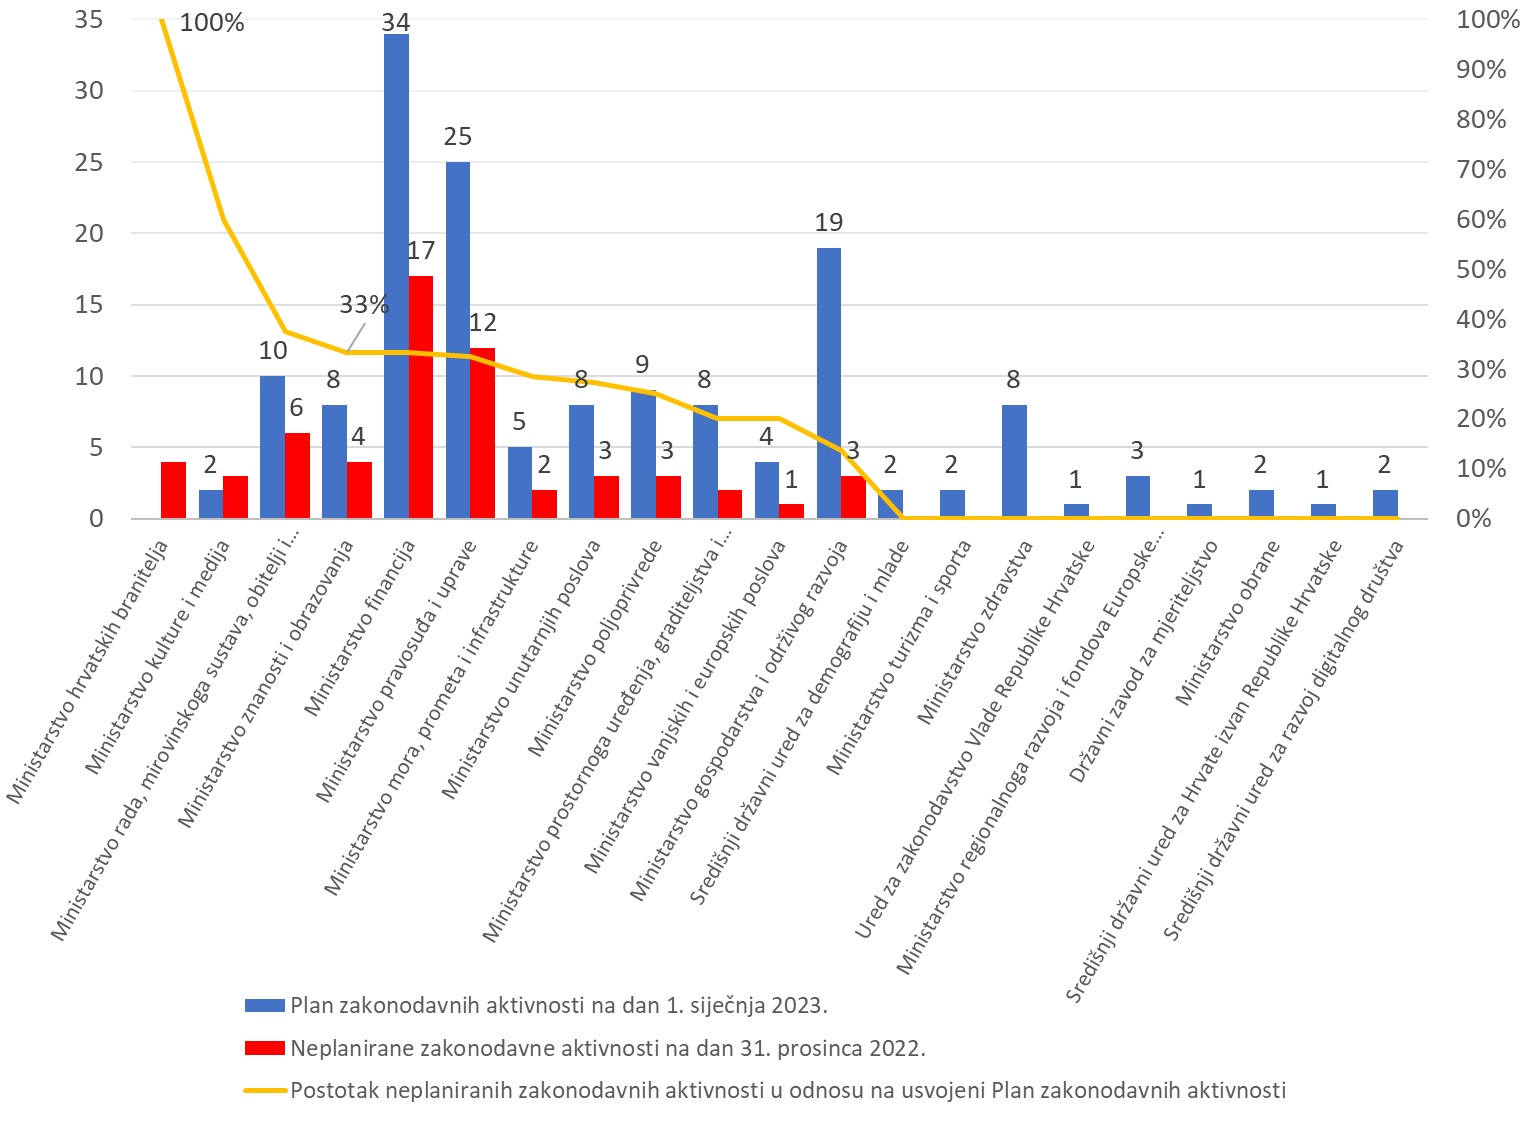 35
30
25
20
15
10
5
0
100%
90%
80%
70%
60%
50%
40%
30%
20%
10%
0%
100%
33%
2
10
8
34
25
5
8
9
8
4
19
2
2
8
1
3
1
2
1
2
3
6
4
17
12
2
3
3
1
3
Ministarstvo hrvatskih branitelja
Ministarstvo kulture i medija
Ministarstvo rada, mirovinskoga sustava, obitelji i...
Ministarstvo znanosti i obrazovanja
Ministarstvo financija
Ministarstvo pravosuđa i uprave
Ministarstvo mora, prometa i infrastrukture
Ministarstvo unutarnjih poslova
Ministarstvo poljoprivrede
Ministarstvo prostornoga uređenja, graditeljstva i...
Ministarstvo vanjskih i europskih poslova
Ministarstvo gospodarstva i održivog razvoja
Središnji državni ured za demografiju i mlade
Ministarstvo turizma i sporta
Ministarstvo zdravstva
Ured za zakonodavstvo Vlade Republike Hrvatske
Ministarstvo regionalnoga razvoja i fondova Europske...
Državni zavod za mjeriteljstvo
Ministarstvo obrane
Središnji državni ured za Hrvate izvan Republike Hrvatske
Središnji državni ured za razvoj digitalnog društva
Plan zakonodavnih aktivnosti na dan 1. siječnja 2023.
Neplanirane zakonodavne aktivnosti na dan 31. prosinca 2022.
Postotak neplaniranih zakonodavnih aktivnosti u odnosu na usvojeni Plan zakonodavnih aktivnosti